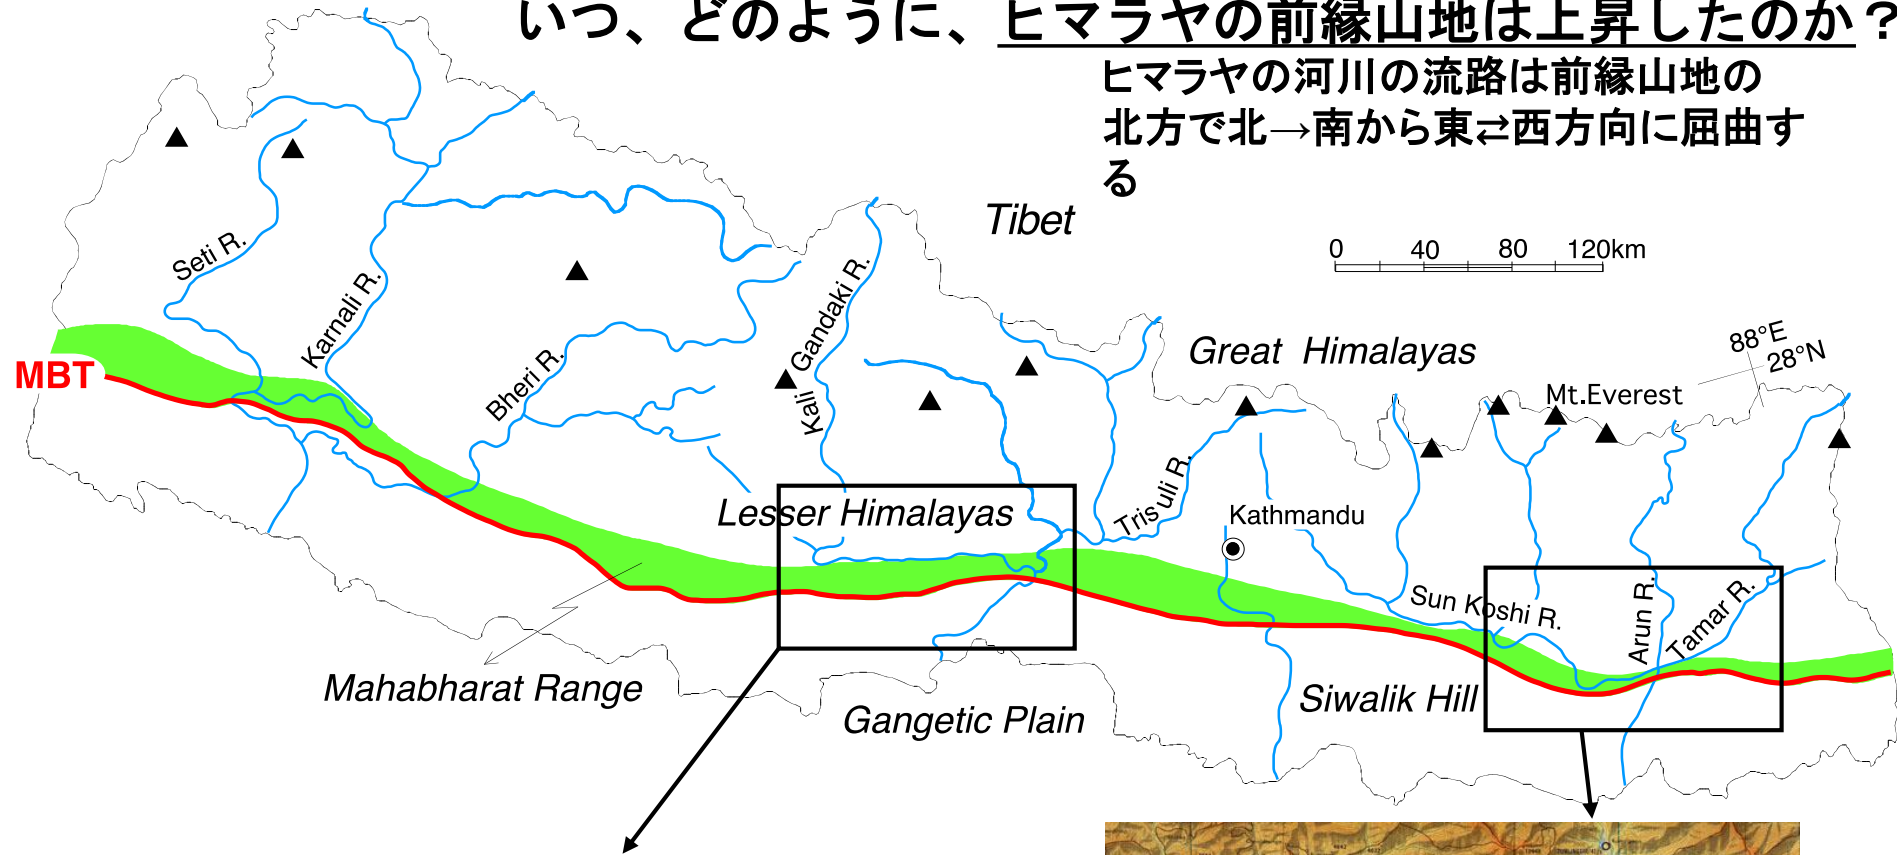 いつ、どのように、ヒマラヤの前縁山地は上昇したのか？
ヒマラヤの河川の流路は前縁山地の
北方で北→南から東⇄西方向に屈曲す
る
Tibet
0 40 80 120km
Seti R.
Karnali R.
Bheri R.
Kali Gandaki R.
Great Himalayas
88°E
28°N
Mt.Everest
MBT
Lesser Himalayas
Trisuli R.
Kathmandu
Sun Koshi R.
Arun R.
Tamar R.
Mahabharat Range
Gangetic Plain
Siwalik Hill